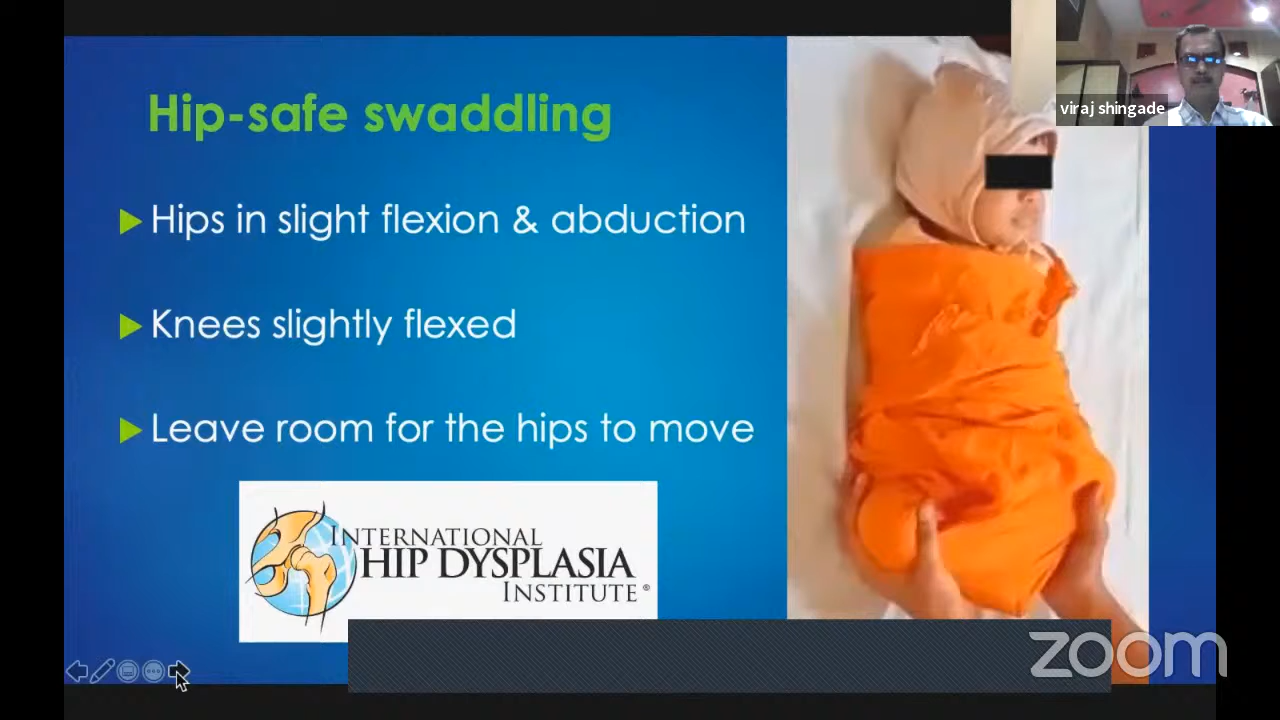 Hip-safe swaddling
viraj shingade
Hips in slight flexion & abduction
Knees slightly flexed
Leave room for the hips to move
INTERNATIONAL
HIP DYSPLASIA
INSTITUTE®
zoom